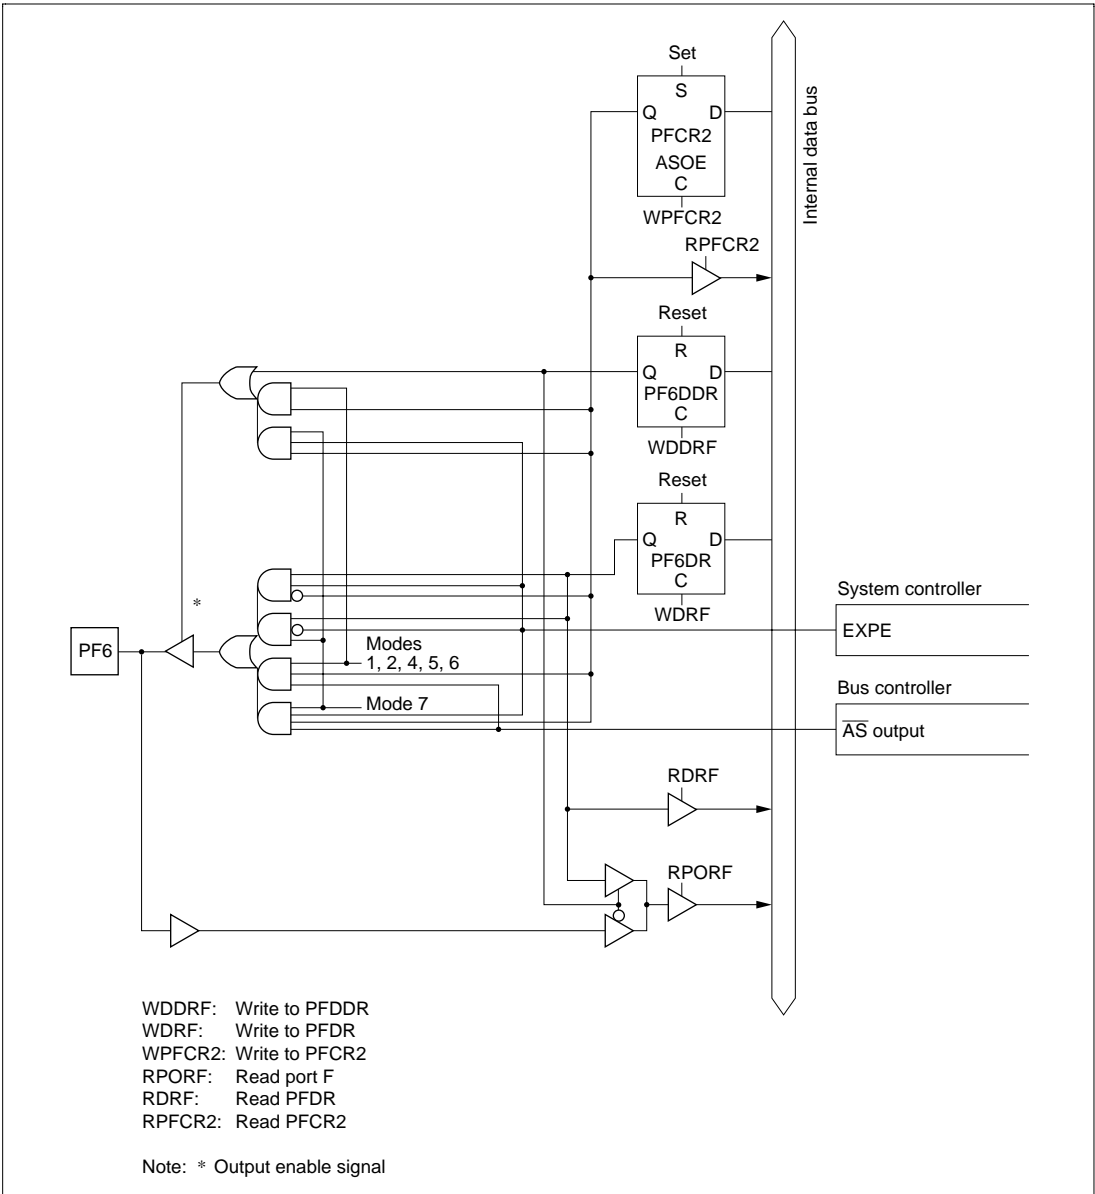 Set
S
Q D
PFCR2
ASOE
C
WPFCR2
Internal data bus
RPFCR2
Reset
R
Q D
PF6DDR
C
WDDRF
Reset
R
Q D
PF6DR
C
WDRF
System controller
EXPE
*
PF6
Modes
1, 2, 4, 5, 6
Mode 7
Bus controller
A̅S̅ output
RDRF
RPORF
WDDRF: Write to PFDDR
WDRF: Write to PFDR
WPFCR2: Write to PFCR2
RPORF: Read port F
RDRF: Read PFDR
RPFCR2: Read PFCR2
Note: * Output enable signal